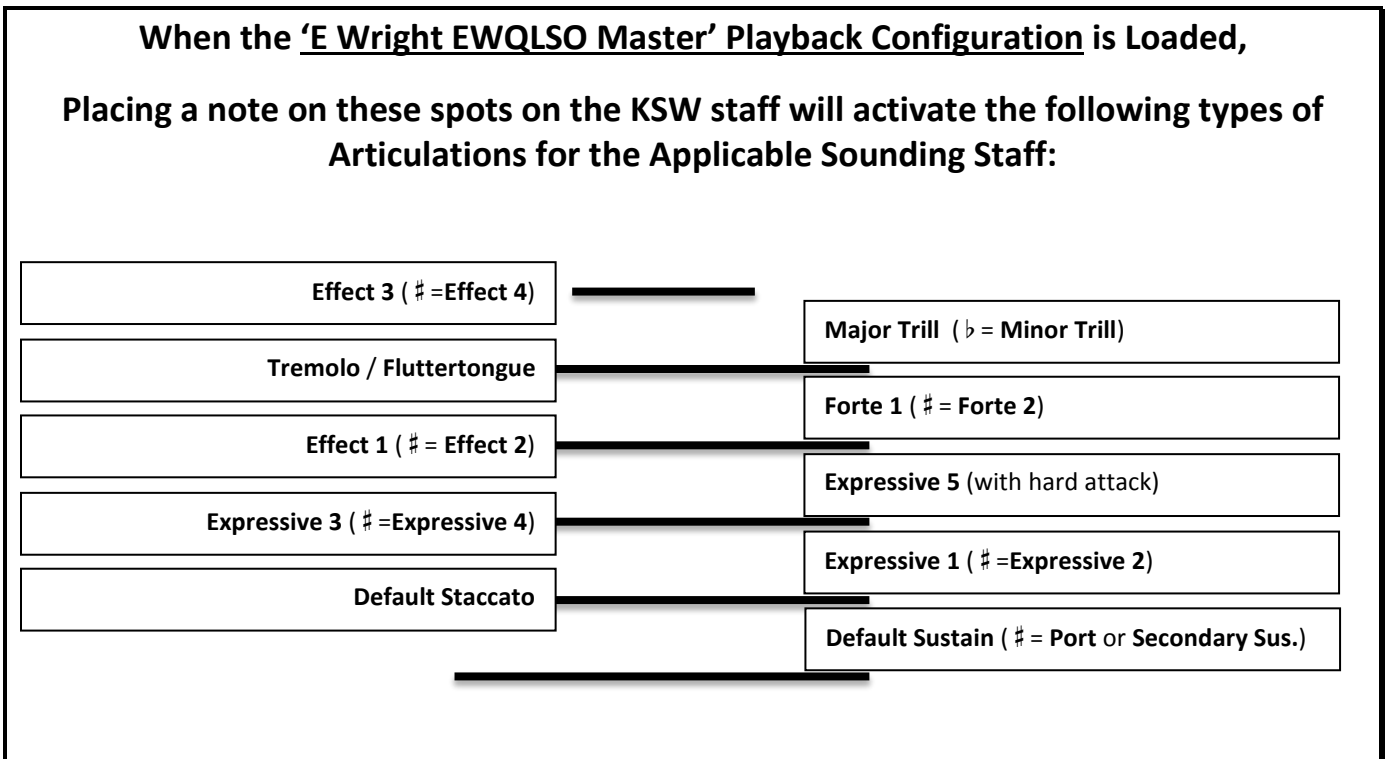 When the ‘E Wright EWQLSO Master’ Playback Configuration is Loaded,
Placing a note on these spots on the KSW staff will activate the following types of
Articulations for the Applicable Sounding Staff:
Effect 3 ( ♯ =Effect 4)
Major Trill ( ♭ = Minor Trill)
Tremolo / Fluttertongue
Forte 1 ( ♯ = Forte 2)
Effect 1 ( ♯ = Effect 2)
Expressive 5 (with hard attack)
Expressive 3 ( ♯ =Expressive 4)
Expressive 1 ( ♯ =Expressive 2)
Default Staccato
Default Sustain ( ♯ = Port or Secondary Sus.)